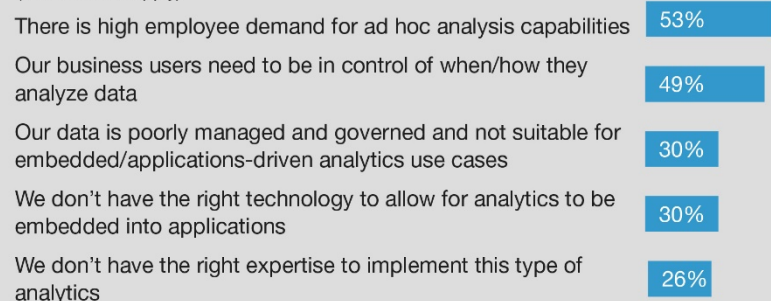 There is high employee demand for ad hoc analysis capabilities 53%
Our business users need to be in control of when/how they
analyze data 49%
Our data is poorly managed and governed and not suitable for
embedded/applications-driven analytics use cases 30%
We don’t have the right technology to allow for analytics to be
embedded into applications 30%
We don’t have the right expertise to implement this type of
analytics 26%